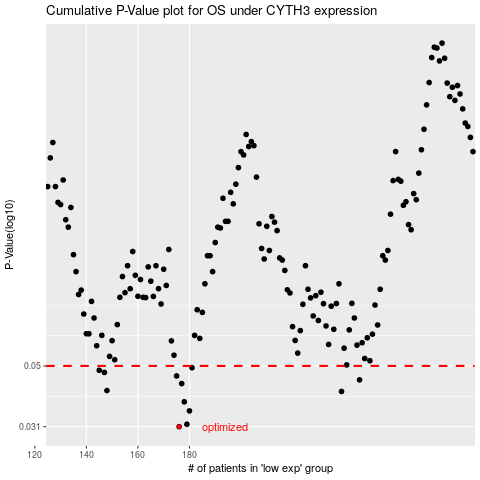 Cumulative P-Value plot for OS under CYTH3 expression
P-Value(log10)
0.05
0.031
optimized
120 140 160 180
# of patients in 'low exp' group